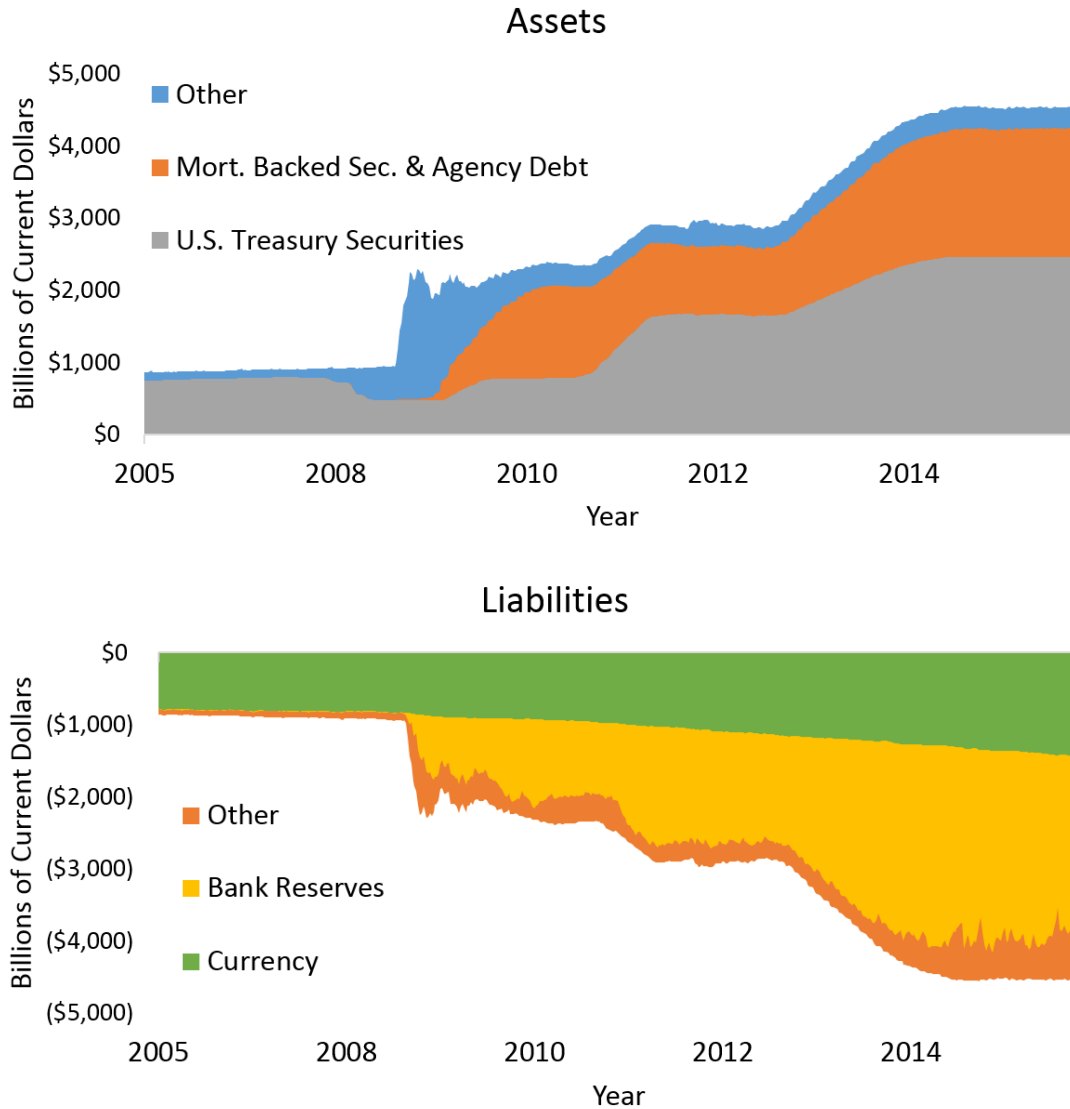 Assets
Billions of Current Dollars
$5,000
$4,000
$3,000
$2,000
$1,000
$0
Other
Mort. Backed Sec. & Agency Debt
U.S. Treasury Securities
2005 2008 2010 2012 2014
Year
Liabilities
Billions of Current Dollars
$0
($1,000)
($2,000)
($3,000)
($4,000)
($5,000)
Other
Bank Reserves
Currency
2005 2008 2010 2012 2014
Year